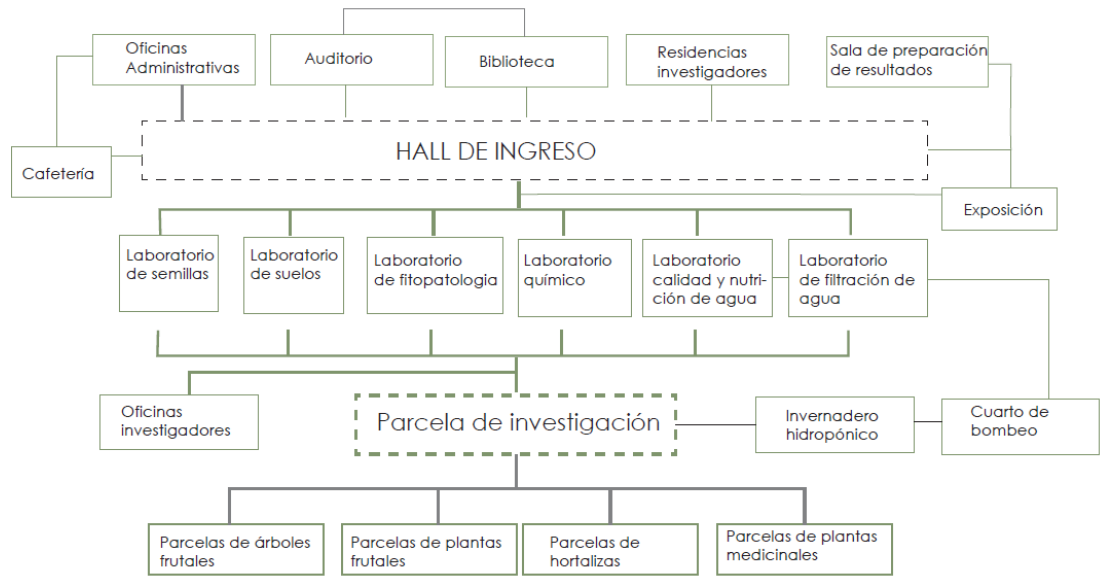 Oficinas
Administrativas
Auditorio
Biblioteca
Residencias
investigadores
Sala de preparación
de resultados
HALL DE INGRESO
Cafetería
Exposición
Laboratorio
de semillas
Laboratorio
de suelos
Laboratorio
de fitopatologia
Laboratorio
químico
Laboratorio
calidad y nutri-
ción de agua
Laboratorio
de filtración de
agua
Oficinas
investigadores
Parcela de investigación
Invernadero
hidropónico
Cuarto de
bombeo
Parcelas de árboles
frutales
Parcelas de plantas
frutales
Parcelas de
hortalizas
Parcelas de plantas
medicinales